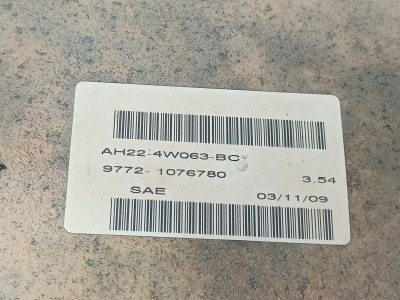 AH22-4W063-BC
9772- 1076780 3.54
SAE 03/11/09